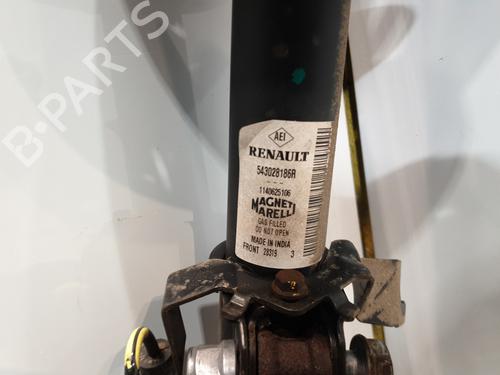 B-PARTS
AEI
RENAULT
543028186R
- - -
1140625106
MAGNETI
MARELLI
GAS FILLED
DO NOT OPEN
MADE IN INDIA
FRONT 28319 3